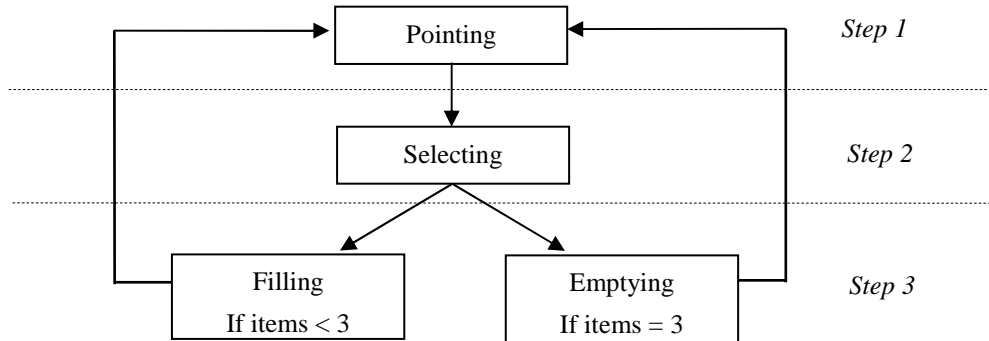 Pointing
Step 1
Selecting
Step 2
Filling
If items < 3
Emptying
If items = 3
Step 3